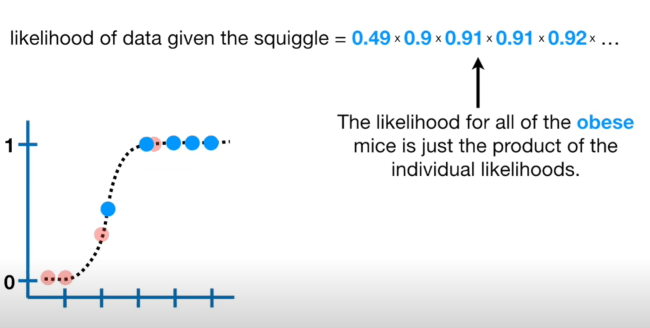 likelihood of data given the squiggle = 0.49 x 0.9 x 0.91 x 0.91 x 0.92 x ...
The likelihood for all of the obese
mice is just the product of the
individual likelihoods.
1
0